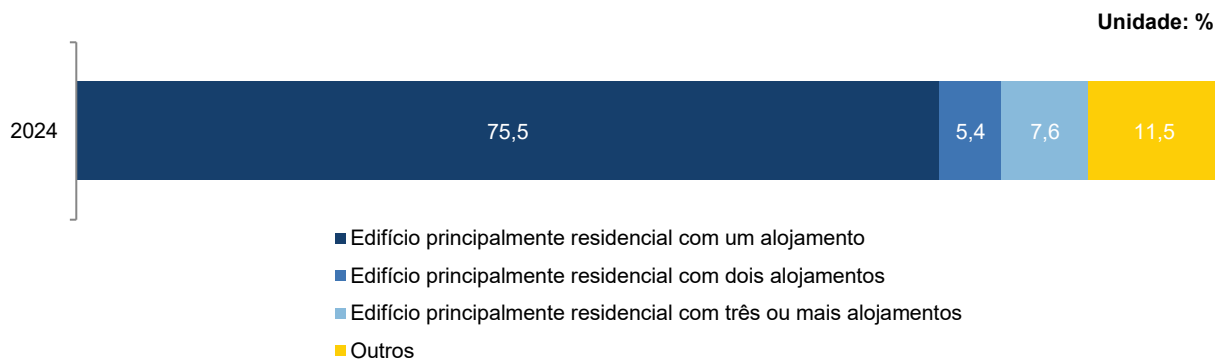 Unidade: %
2024
75,5
5,4
7,6
11,5
Edifício principalmente residencial com um alojamento
Edifício principalmente residencial com dois alojamentos
Edifício principalmente residencial com três ou mais alojamentos
Outros